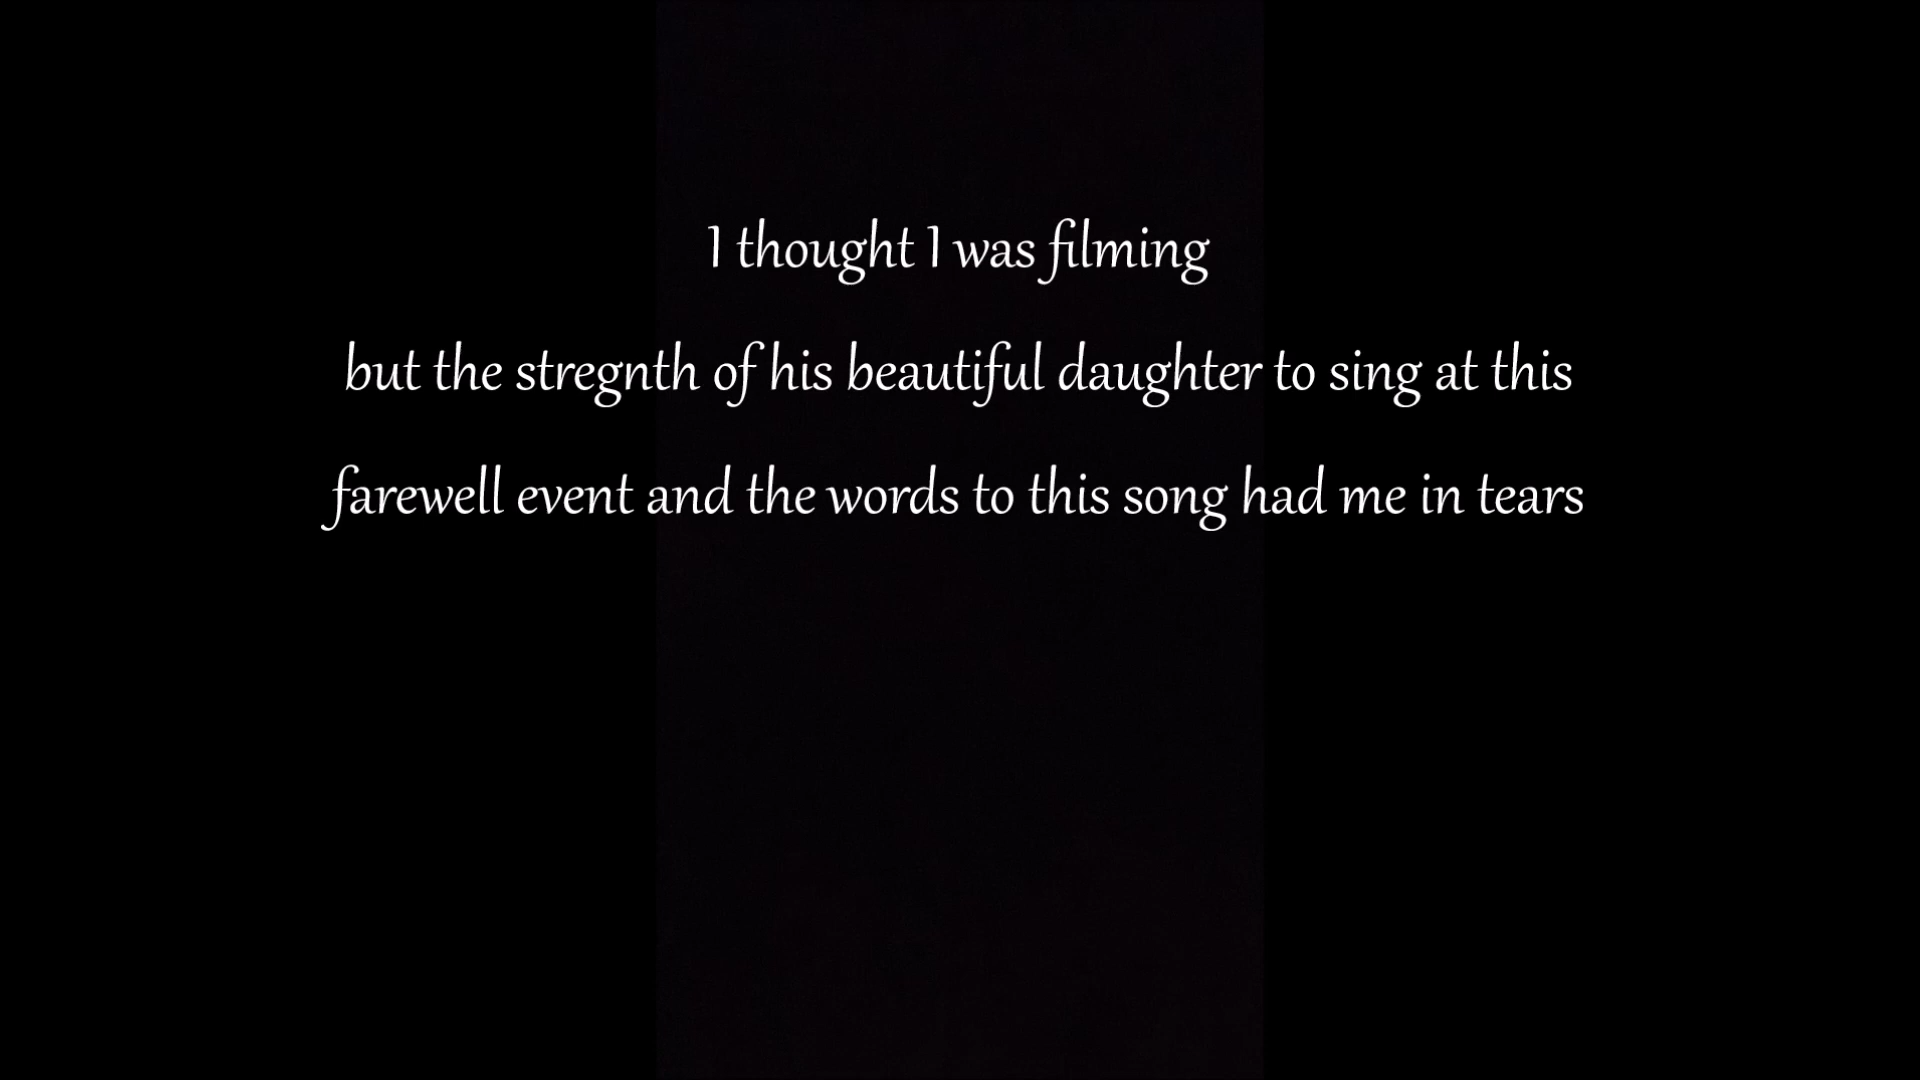 I thought I was filming
but the stregnth of his beautiful daughter to sing at this
farewell event and the words to this song had me in tears